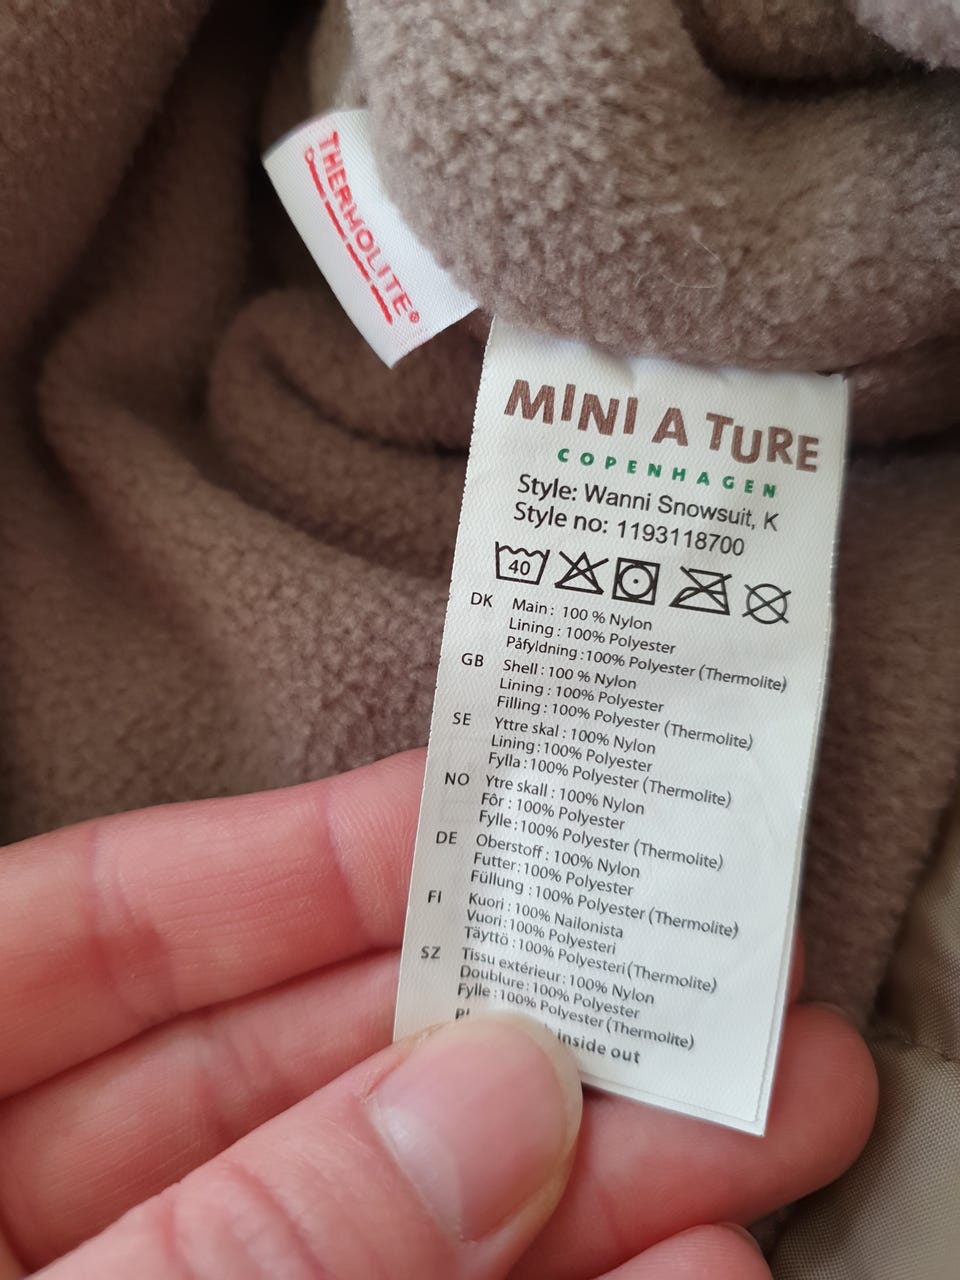 THERMOLITE®
MINI A TURE
COPENHAGEN
Style: Wanni Snowsuit, K
Style no: 1193118700
40
DK
Main : 100 % Nylon
Lining : 100% Polyester
Påfyldning :100% Polyester (Thermolite)
GB
Shell : 100 % Nylon
Lining : 100% Polyester
Filling : 100% Polyester (Thermolite)
SE
Yttre skal : 100% Nylon
Lining : 100% Polyester
Fylla : 100% Polyester (Thermolite)
NO
Ytre skall : 100% Nylon
Fôr : 100% Polyester
Fylle : 100% Polyester (Thermolite)
DE
Oberstoff : 100% Nylon
Futter: 100% Polyester
Füllung : 100% Polyester (Thermolite)
FI
Kuori : 100% Nailonista
Vuori : 100% Polyesteri
Täyttö : 100% Polyesteri (Thermolite)
SZ
Tissu extérieur : 100% Nylon
Doublure : 100% Polyester
Fylle : 100% Polyester (Thermolite)
inside out